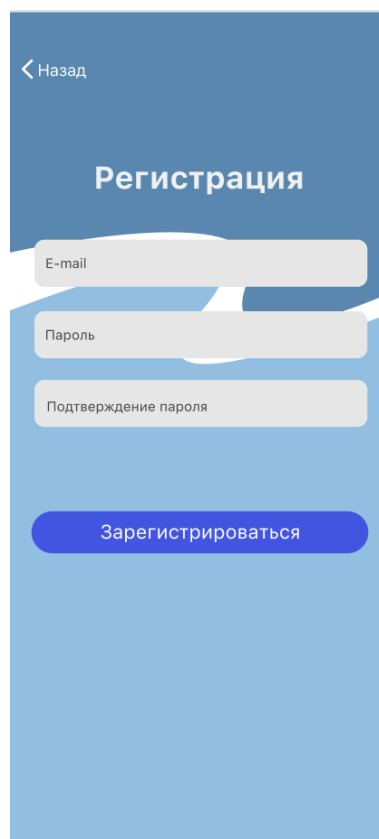 Назад
Регистрация
E-mail
Пароль
Подтверждение пароля
Зарегистрироваться